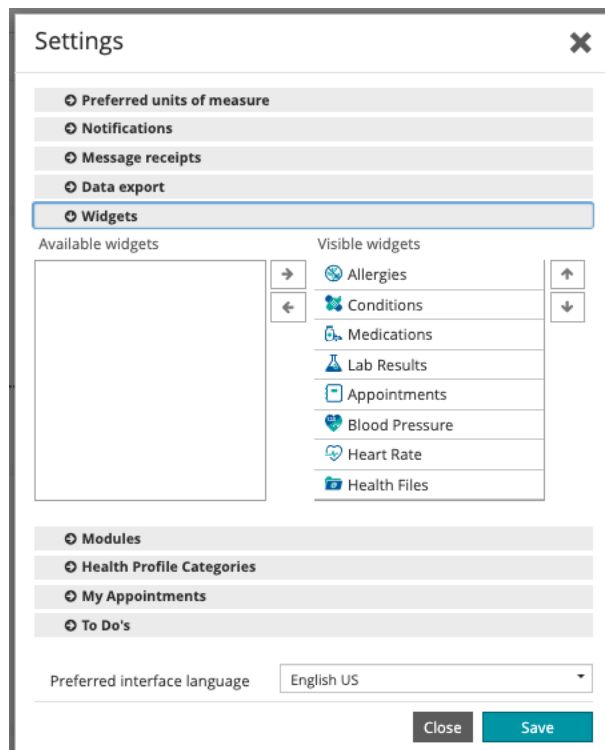 Settings
Preferred units of measure
Notifications
Message receipts
Data export
Widgets
Available widgets
Visible widgets
Allergies
Conditions
Medications
Lab Results
Appointments
Blood Pressure
Heart Rate
Health Files
Modules
Health Profile Categories
My Appointments
To Do's
Preferred interface language
English US
Close
Save